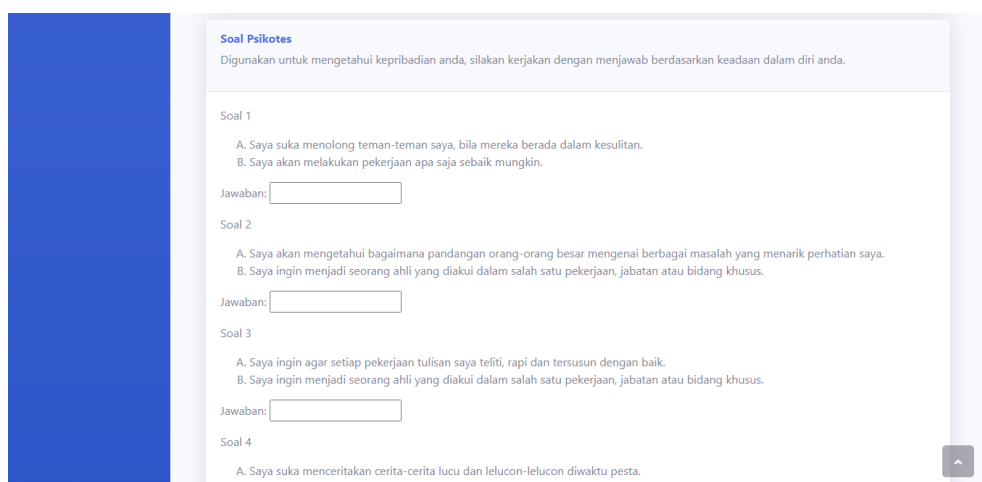 Soal Psikotes
Digunakan untuk mengetahui kepribadian anda, silakan kerjakan dengan menjawab berdasarkan keadaan dalam diri anda.
Soal 1
A. Saya suka menolong teman-teman saya, bila mereka berada dalam kesulitan.
B. Saya akan melakukan pekerjaan apa saja sebaik mungkin.
Jawaban:
Soal 2
A. Saya akan mengetahui bagaimana pandangan orang-orang besar mengenai berbagai masalah yang menarik perhatian saya.
B. Saya ingin menjadi seorang ahli yang diakui dalam salah satu pekerjaan, jabatan atau bidang khusus.
Jawaban:
Soal 3
A. Saya ingin agar setiap pekerjaan tulisan saya teliti, rapi dan tersusun dengan baik.
B. Saya ingin menjadi seorang ahli yang diakui dalam salah satu pekerjaan, jabatan atau bidang khusus.
Jawaban:
Soal 4
A. Saya suka menceritakan cerita-cerita lucu dan lelucon-lelucon diwaktu pesta.